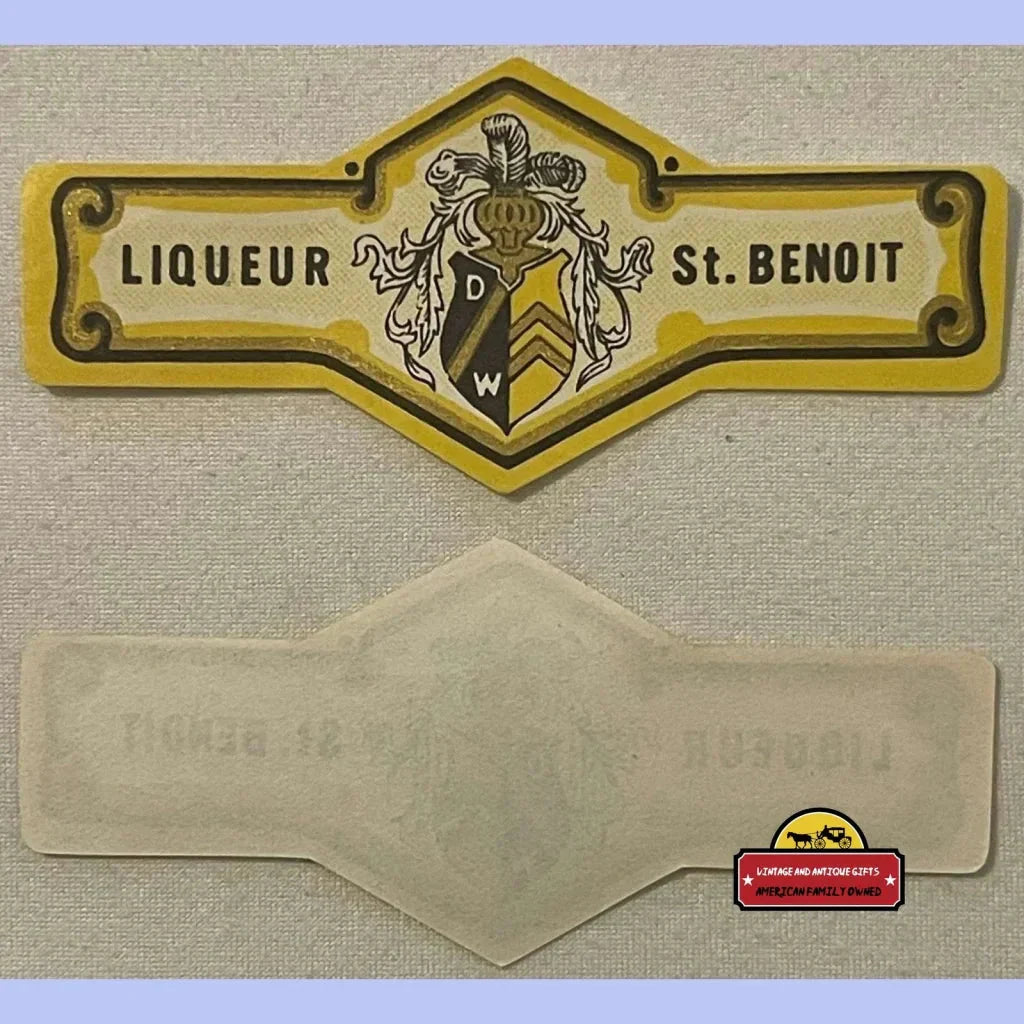 LIQUEUR St. BENOIT
D
W
St. BENOIT LIQUEUR
VINTAGE AND ANTIQUE GIFTS
AMERICAN FAMILY OWNED